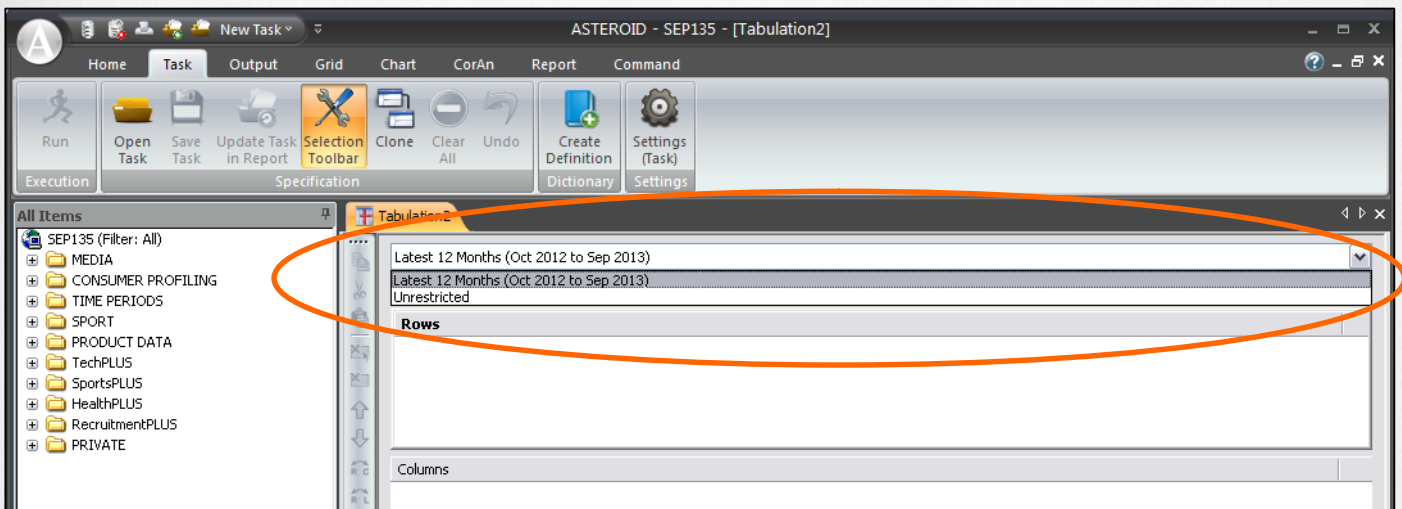 New Task
ASTEROID - SEP135 - [Tabulation2]
Home Task Output Grid Chart CorAn Report Command
Run
Open Task
Save Task
Update Task in Report
Selection Toolbar
Clone
Clear All
Undo
Create Definition
Settings (Task)
Execution Specification Dictionary Settings
All Items
Tabulation2
SEP135 (Filter: All)
MEDIA
CONSUMER PROFILING
TIME PERIODS
SPORT
PRODUCT DATA
TechPLUS
SportsPLUS
HealthPLUS
RecruitmentPLUS
PRIVATE
Latest 12 Months (Oct 2012 to Sep 2013)
Latest 12 Months (Oct 2012 to Sep 2013)
Unrestricted
Rows
Columns
R C
R L